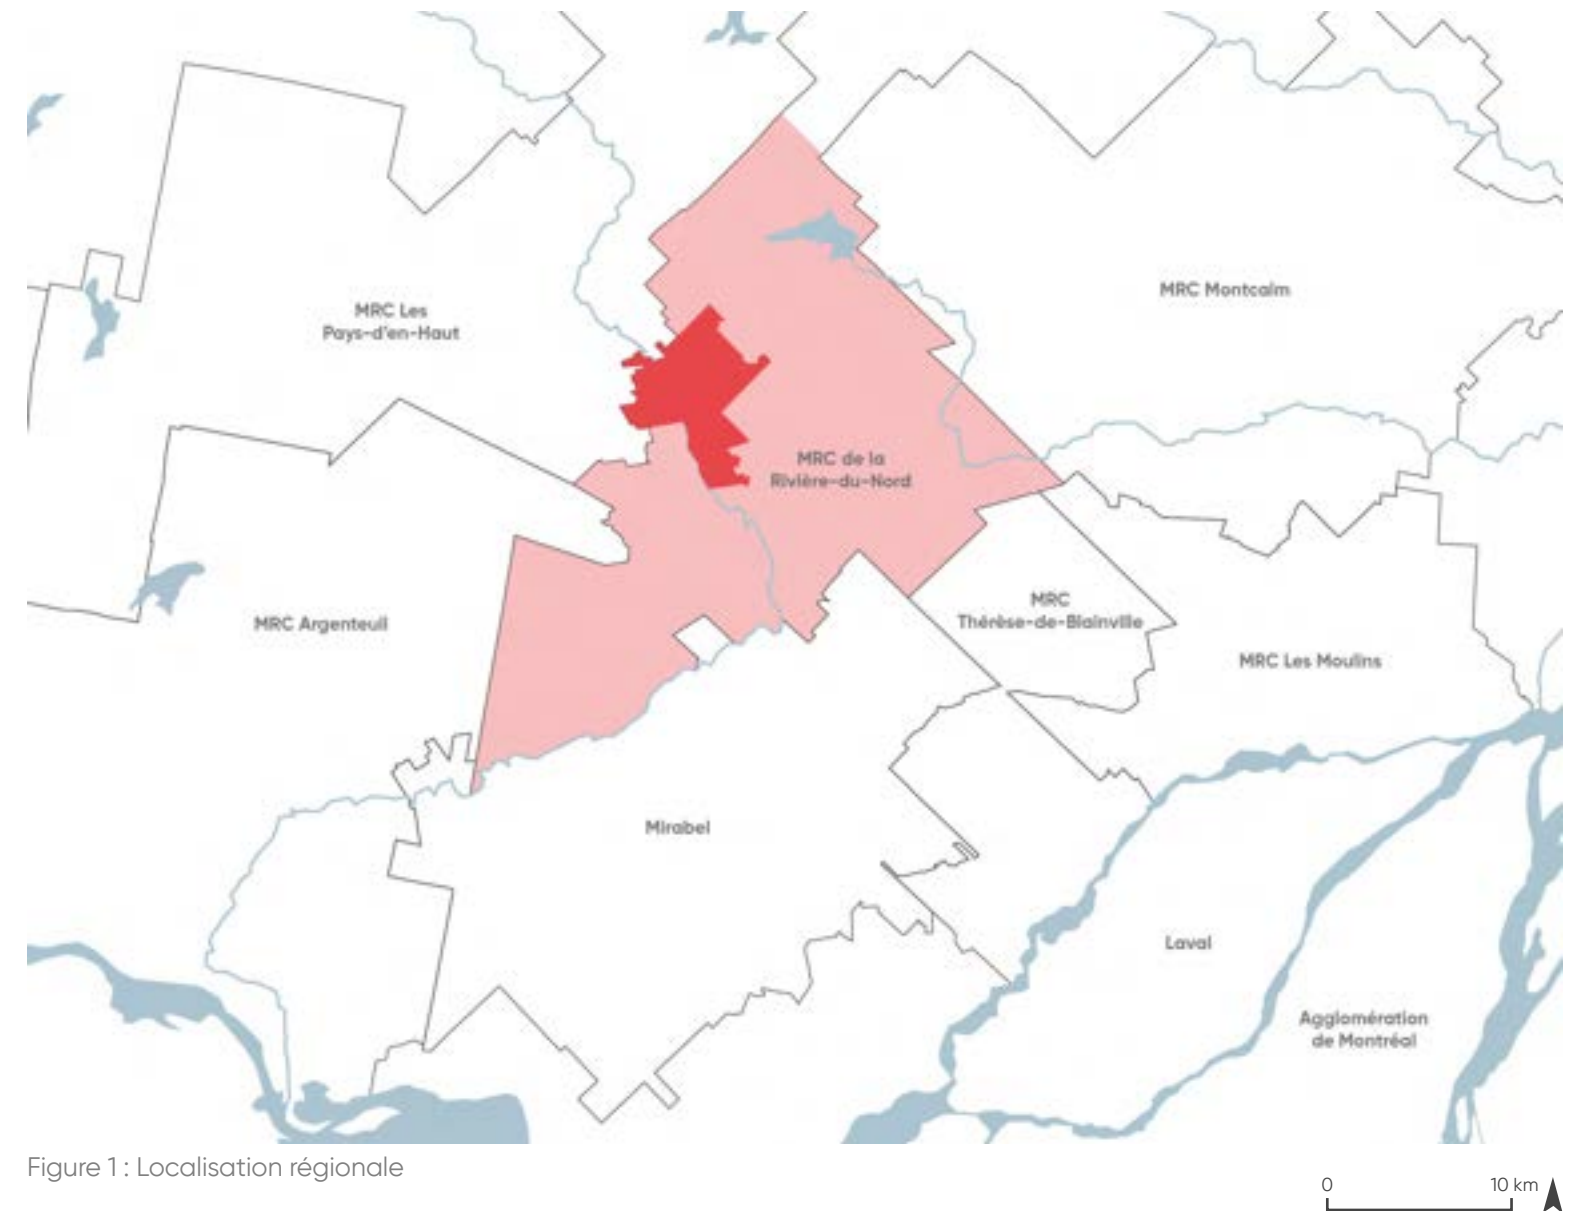 MRC Montcalm
MRC Les
Pays-d'en-Haut
MRC de la
Rivière-du-Nord
MRC
Thérèse-de-Blainville
MRC Argenteuil
MRC Les Moulins
Mirabel
Laval
Agglomération
de Montréal
Figure 1 : Localisation régionale
0 10 km